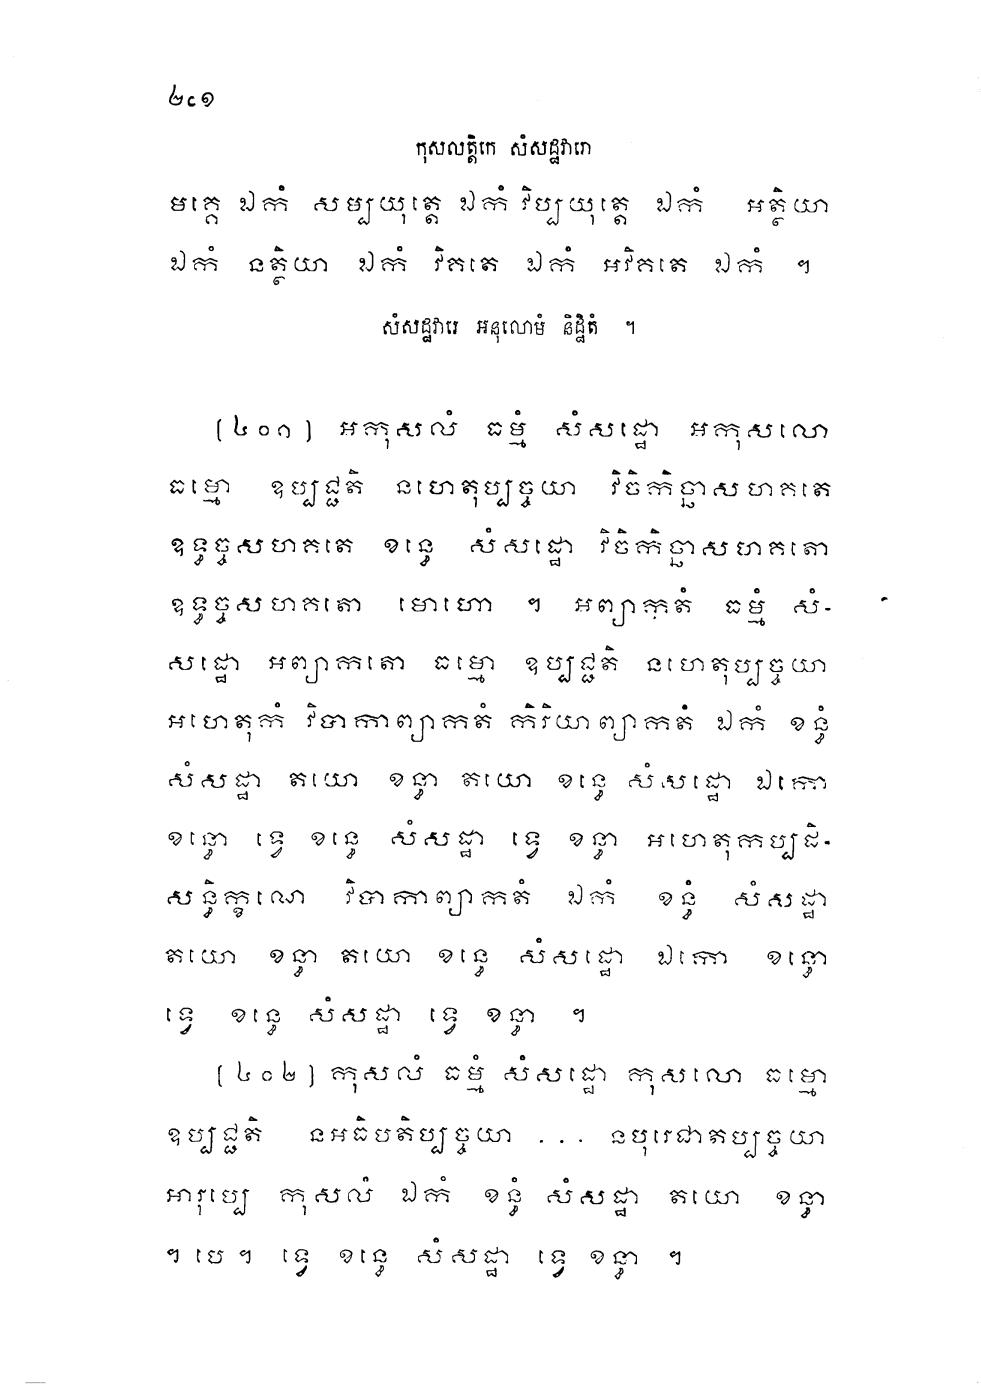 ២៤១
កុសលត្តិកេ សំសដ្ឋវារោ
មគ្គេ ឯកំ សម្បយុត្តេ ឯកំ វិប្បយុត្តេ ឯកំ អត្ថិយា
ឯកំ នត្ថិយា ឯកំ វិគតេ ឯកំ អវិគតេ ឯកំ ។
សំសដ្ឋវារេ អនុលោមំ និដ្ឋិតំ ។
[៤០១] អកុសលំ ធម្មំ សំសដ្ឋោ អកុសលោ
ធម្មោ ឧប្បជ្ជតិ នហេតុប្បច្ចយា វិចិកិច្ឆាសហគតេ
ឧទ្ធច្ចសហគតេ ខន្ធេ សំសដ្ឋោ វិចិកិច្ឆាសហគតោ
ឧទ្ធច្ចសហគតោ មោហោ ។ អព្យាកតំ ធម្មំ សំ-
សដ្ឋោ អព្យាកតោ ធម្មោ ឧប្បជ្ជតិ នហេតុប្បច្ចយា
អហេតុកំ វិបាកាព្យាកតំ កិរិយាព្យាកតំ ឯកំ ខន្ធំ
សំសដ្ឋា តយោ ខន្ធា តយោ ខន្ធេ សំសដ្ឋោ ឯកោ
ខន្ធោ ទ្វេ ខន្ធេ សំសដ្ឋា ទ្វេ ខន្ធា អហេតុកប្បដិ-
សន្ធិក្ខណេ វិបាកាព្យាកតំ ឯកំ ខន្ធំ សំសដ្ឋា
តយោ ខន្ធា តយោ ខន្ធេ សំសដ្ឋោ ឯកោ ខន្ធោ
ទ្វេ ខន្ធេ សំសដ្ឋា ទ្វេ ខន្ធា ។
[៤០២] កុសលំ ធម្មំ សំសដ្ឋោ កុសលោ ធម្មោ
ឧប្បជ្ជតិ នអធិបតិប្បច្ចយា ... នបុរេជាតប្បច្ចយា
អារុប្បេ កុសលំ ឯកំ ខន្ធំ សំសដ្ឋា តយោ ខន្ធា
។ បេ ។ ទ្វេ ខន្ធេ សំសដ្ឋា ទ្វេ ខន្ធា ។